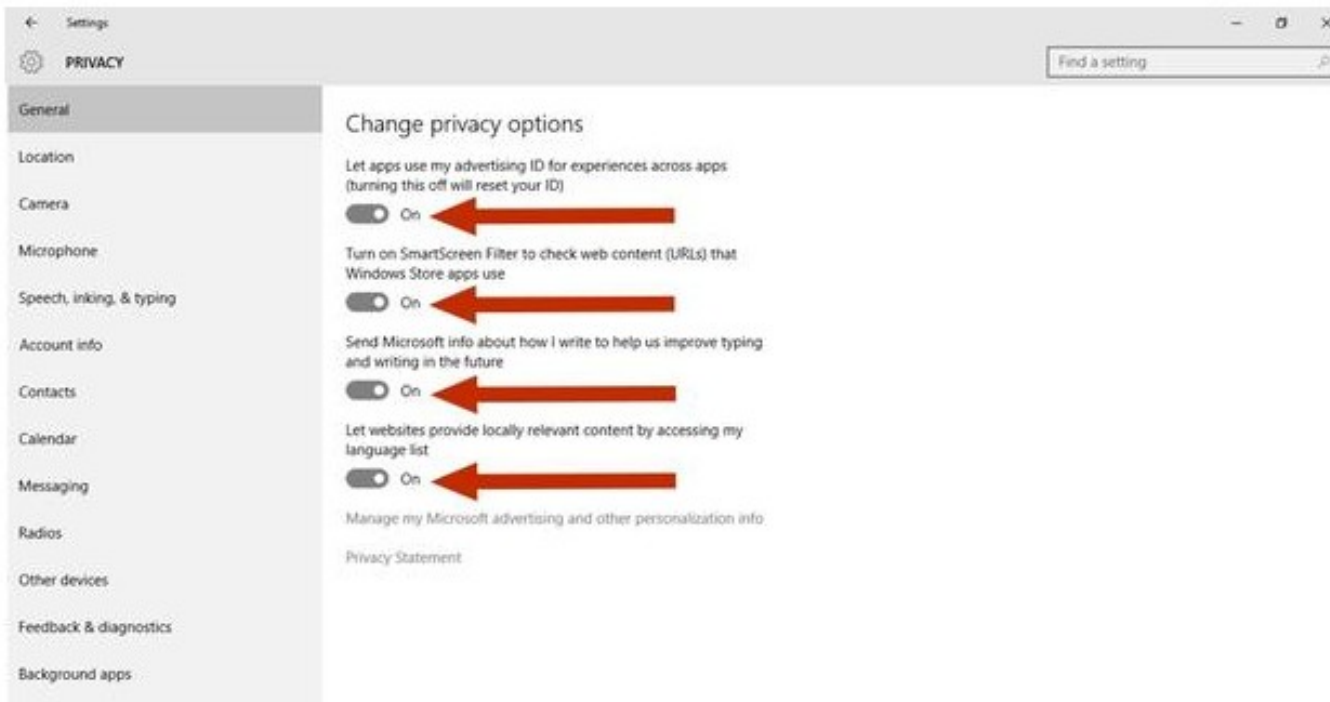 Settings
PRIVACY
Find a setting
General
Location
Camera
Microphone
Speech, inking, & typing
Account info
Contacts
Calendar
Messaging
Radios
Other devices
Feedback & diagnostics
Background apps
Change privacy options
Let apps use my advertising ID for experiences across apps
(turning this off will reset your ID)
On
Turn on SmartScreen Filter to check web content (URLs) that
Windows Store apps use
On
Send Microsoft info about how I write to help us improve typing
and writing in the future
On
Let websites provide locally relevant content by accessing my
language list
On
Manage my Microsoft advertising and other personalization info
Privacy Statement